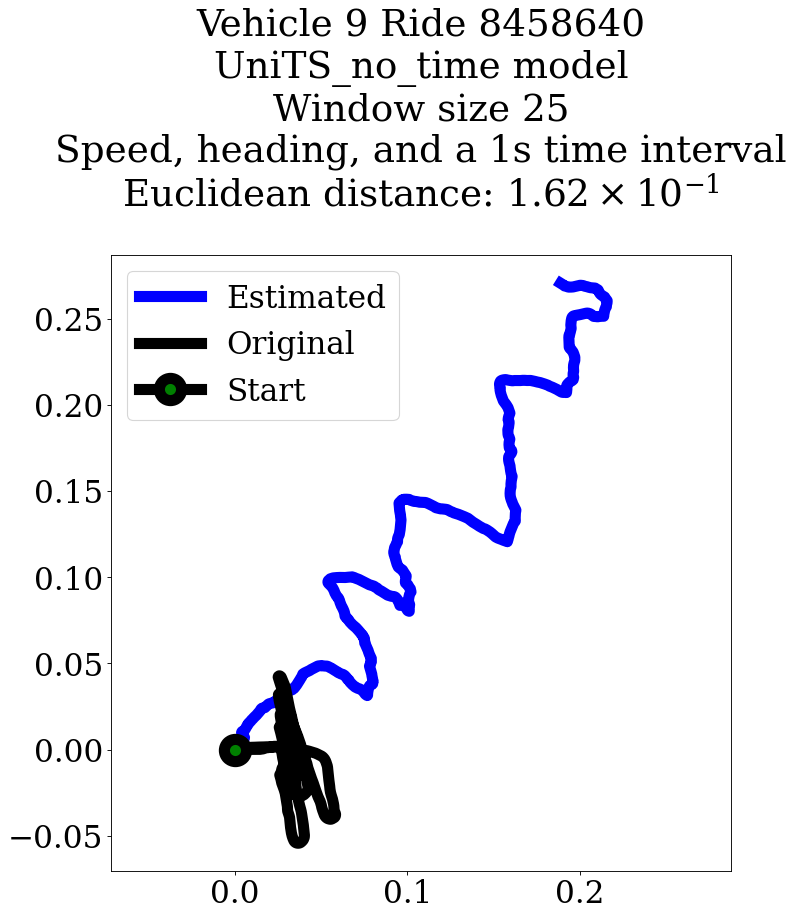 Vehicle 9 Ride 8458640
UniTS_no_time model
Window size 25
Speed, heading, and a 1s time interval
Euclidean distance: 1.62 × 10⁻¹
Estimated
Original
Start
0.25
0.20
0.15
0.10
0.05
0.00
−0.05
0.0 0.1 0.2